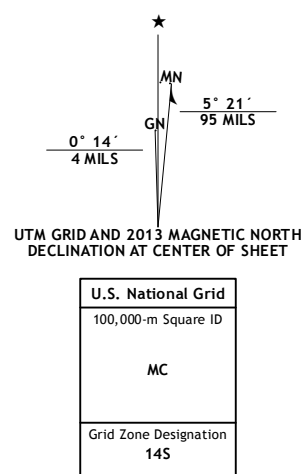 MN
GN
5° 21´
95 MILS
0° 14´
4 MILS
UTM GRID AND 2013 MAGNETIC NORTH
DECLINATION AT CENTER OF SHEET
U.S. National Grid
100,000-m Square ID
MC
Grid Zone Designation
14S